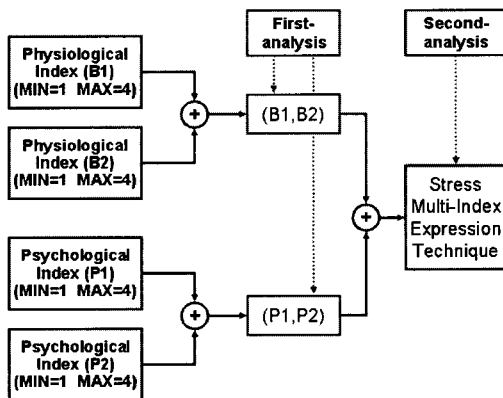 First-
analysis
Second-
analysis
Physiological
Index (B1)
(MIN=1 MAX=4)
Physiological
Index (B2)
(MIN=1 MAX=4)
+
(B1,B2)
+
Stress
Multi-Index
Expression
Technique
Psychological
Index (P1)
(MIN=1 MAX=4)
Psychological
Index (P2)
(MIN=1 MAX=4)
+
(P1,P2)